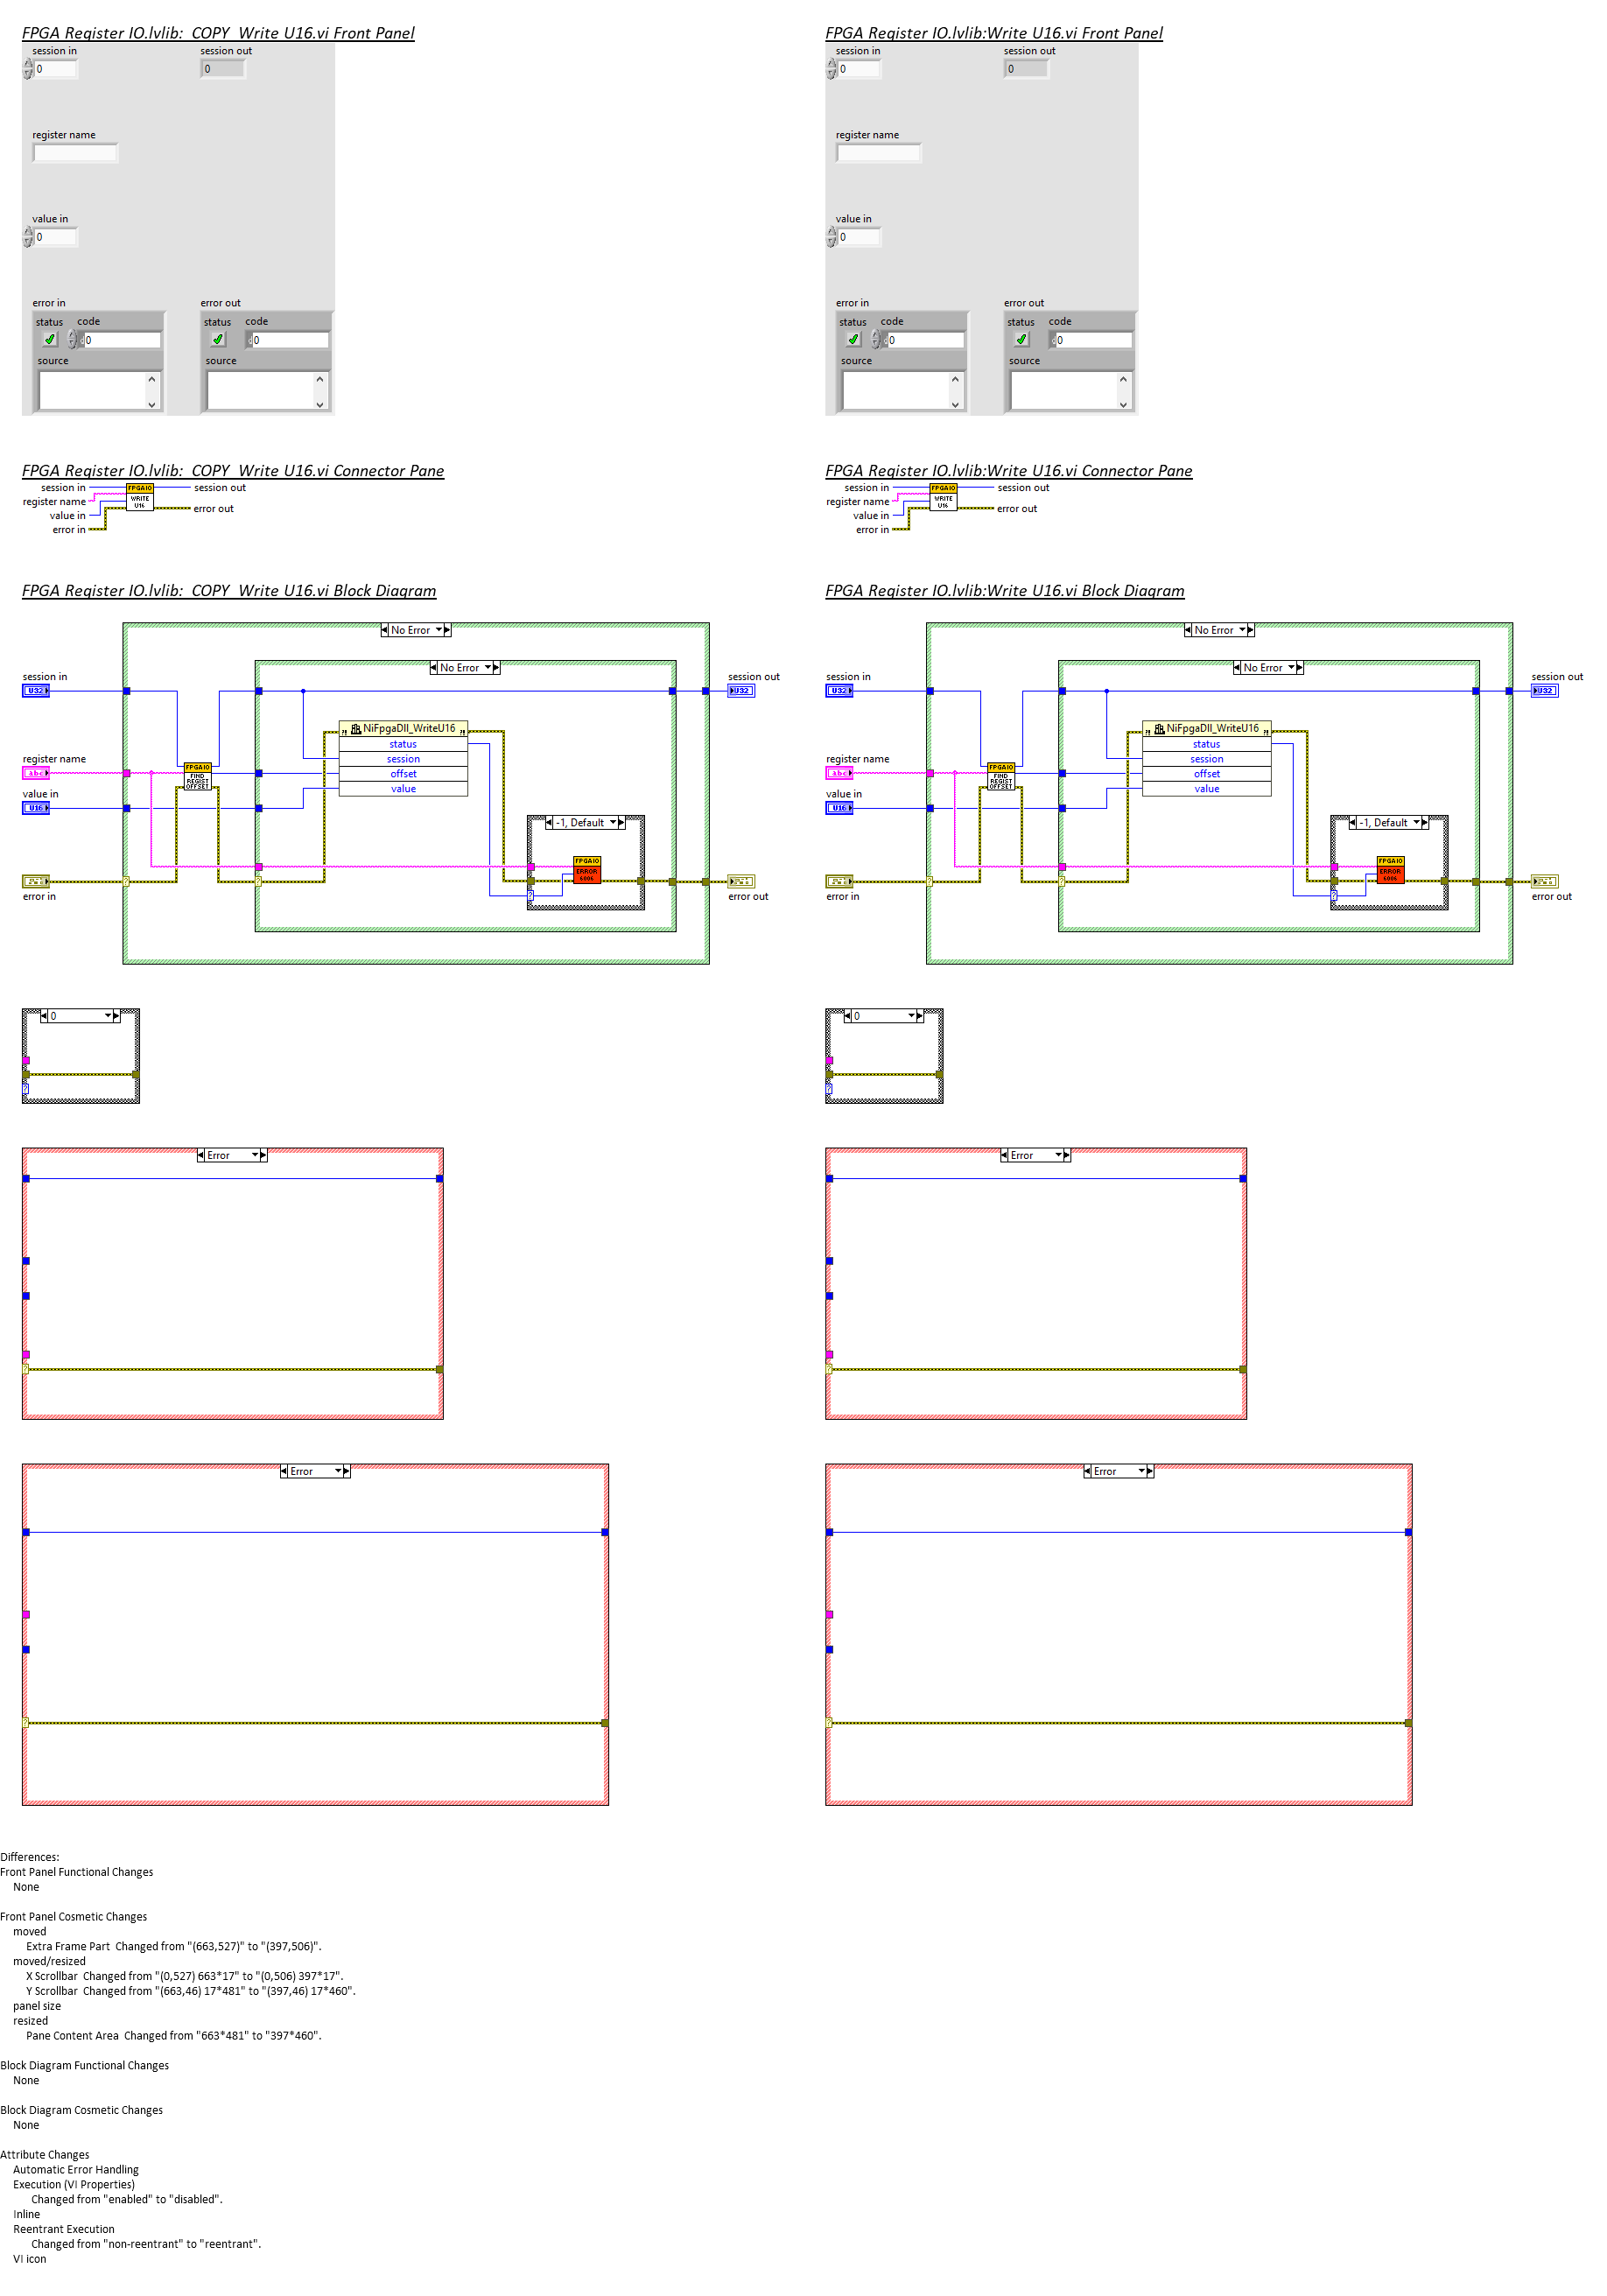 FPGA Register IO.lvlib:  COPY  Write U16.vi Front Panel
session in
session out
0
0
register name
value in
0
error in
error out
status
code
0
source
status
code
0
source
FPGA Register IO.lvlib:Write U16.vi Front Panel
session in
session out
0
0
register name
value in
0
error in
error out
status
code
0
source
status
code
0
source
FPGA Register IO.lvlib:  COPY  Write U16.vi Connector Pane
session in
register name
value in
error in
FPGAIO
WRITE
U16
session out
error out
FPGA Register IO.lvlib:Write U16.vi Connector Pane
session in
register name
value in
error in
FPGAIO
WRITE
U16
session out
error out
FPGA Register IO.lvlib:  COPY  Write U16.vi Block Diagram
No Error
No Error
session in
U32
session out
U32
NiFpgaDll_WriteU16
status
session
offset
value
register name
abc
FPGAIO
FIND
REGIST
OFFSET
value in
U16
-1, Default
FPGAIO
ERROR
6006
error in
error out
FPGA Register IO.lvlib:Write U16.vi Block Diagram
No Error
No Error
session in
U32
session out
U32
NiFpgaDll_WriteU16
status
session
offset
value
register name
abc
FPGAIO
FIND
REGIST
OFFSET
value in
U16
-1, Default
FPGAIO
ERROR
6006
error in
error out
0
0
Error
Error
Error
Error
Differences:
Front Panel Functional Changes
None
Front Panel Cosmetic Changes
moved
Extra Frame Part  Changed from "(663,527)" to "(397,506)".
moved/resized
X Scrollbar  Changed from "(0,527) 663*17" to "(0,506) 397*17".
Y Scrollbar  Changed from "(663,46) 17*481" to "(397,46) 17*460".
panel size
resized
Pane Content Area  Changed from "663*481" to "397*460".
Block Diagram Functional Changes
None
Block Diagram Cosmetic Changes
None
Attribute Changes
Automatic Error Handling
Execution (VI Properties)
Changed from "enabled" to "disabled".
Inline
Reentrant Execution
Changed from "non-reentrant" to "reentrant".
VI icon